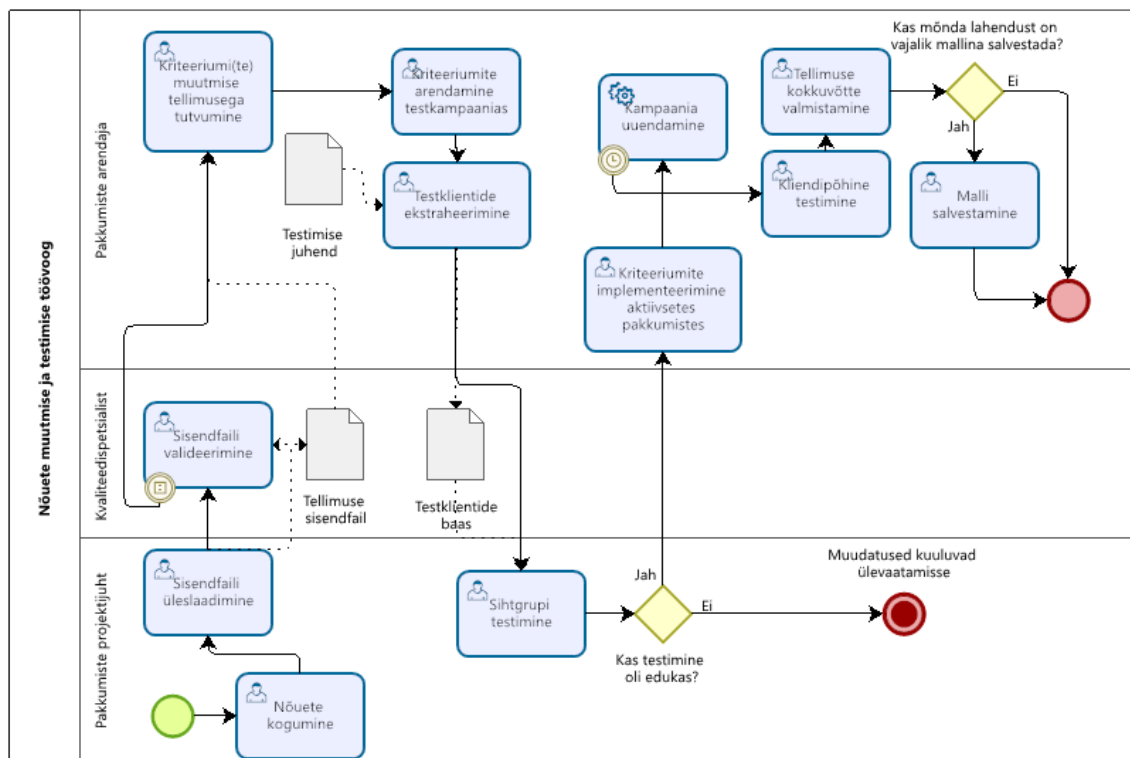 Nõuete muutmise ja testimise töövoog
Pakkumiste arendaja
Kriteeriumi(te)
muutmise
tellimusega
tutvumine
Kriteeriumite
arendamine
testkampaanias
Testimise
juhend
Testklientide
ekstraheerimine
Kampaania
uuendamine
Kriteeriumite
implementeerimine
aktiivsetes
pakkumistes
Tellimuse
kokkuvõtte
valmistamine
Kliendipõhine
testimine
Kas mõnda lahendust on
vajalik mallina salvestada?
Ei
Jah
Malli
salvestamine
Kvaliteedispetsialist
Sisendfaili
valideerimine
Tellimuse
sisendfail
Testklientide
baas
Pakkumiste projektijuht
Sisendfaili
üleslaadimine
Nõuete
kogumine
Sihtgrupi
testimine
Jah
Ei
Kas testimine
oli edukas?
Muudatused kuuluvad
ülevaatamisse